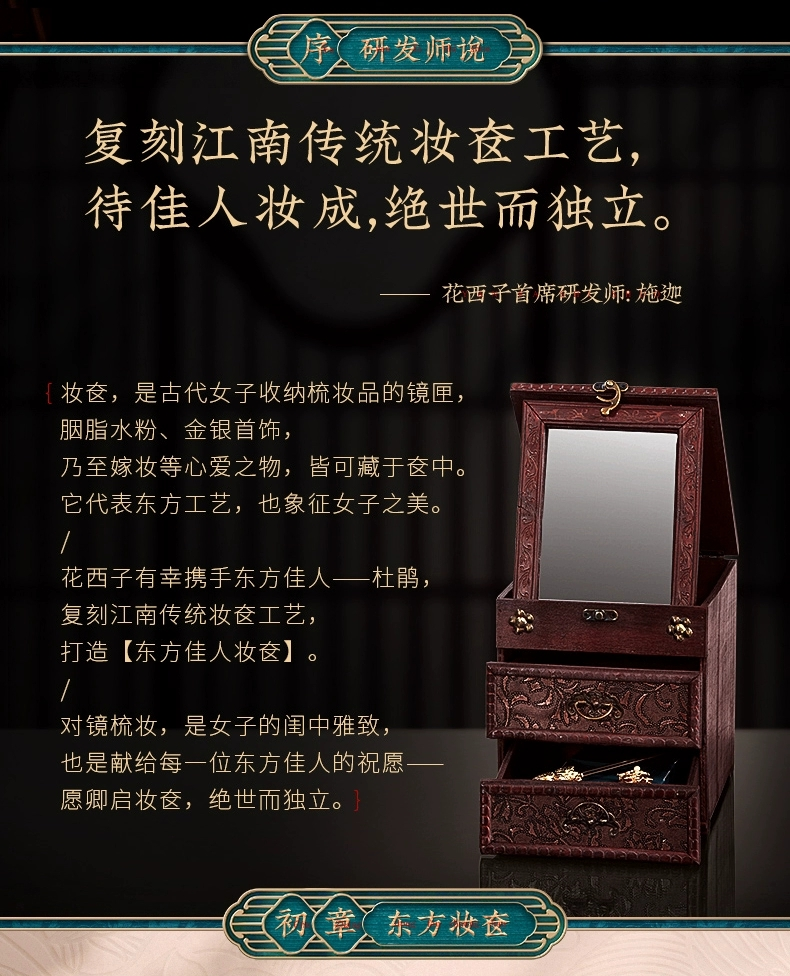 序 研发师说
复刻江南传统妆奁工艺,
待佳人妆成,绝世而独立。
—— 花西子首席研发师: 施迦
{ 妆奁，是古代女子收纳梳妆品的镜匣，
胭脂水粉、金银首饰，
乃至嫁妆等心爱之物，皆可藏于奁中。
它代表东方工艺，也象征女子之美。
/
花西子有幸携手东方佳人——杜鹃，
复刻江南传统妆奁工艺，
打造【东方佳人妆奁】。
/
对镜梳妆，是女子的闺中雅致，
也是献给每一位东方佳人的祝愿——
愿卿启妆奁，绝世而独立。}
初章 东方妆奁